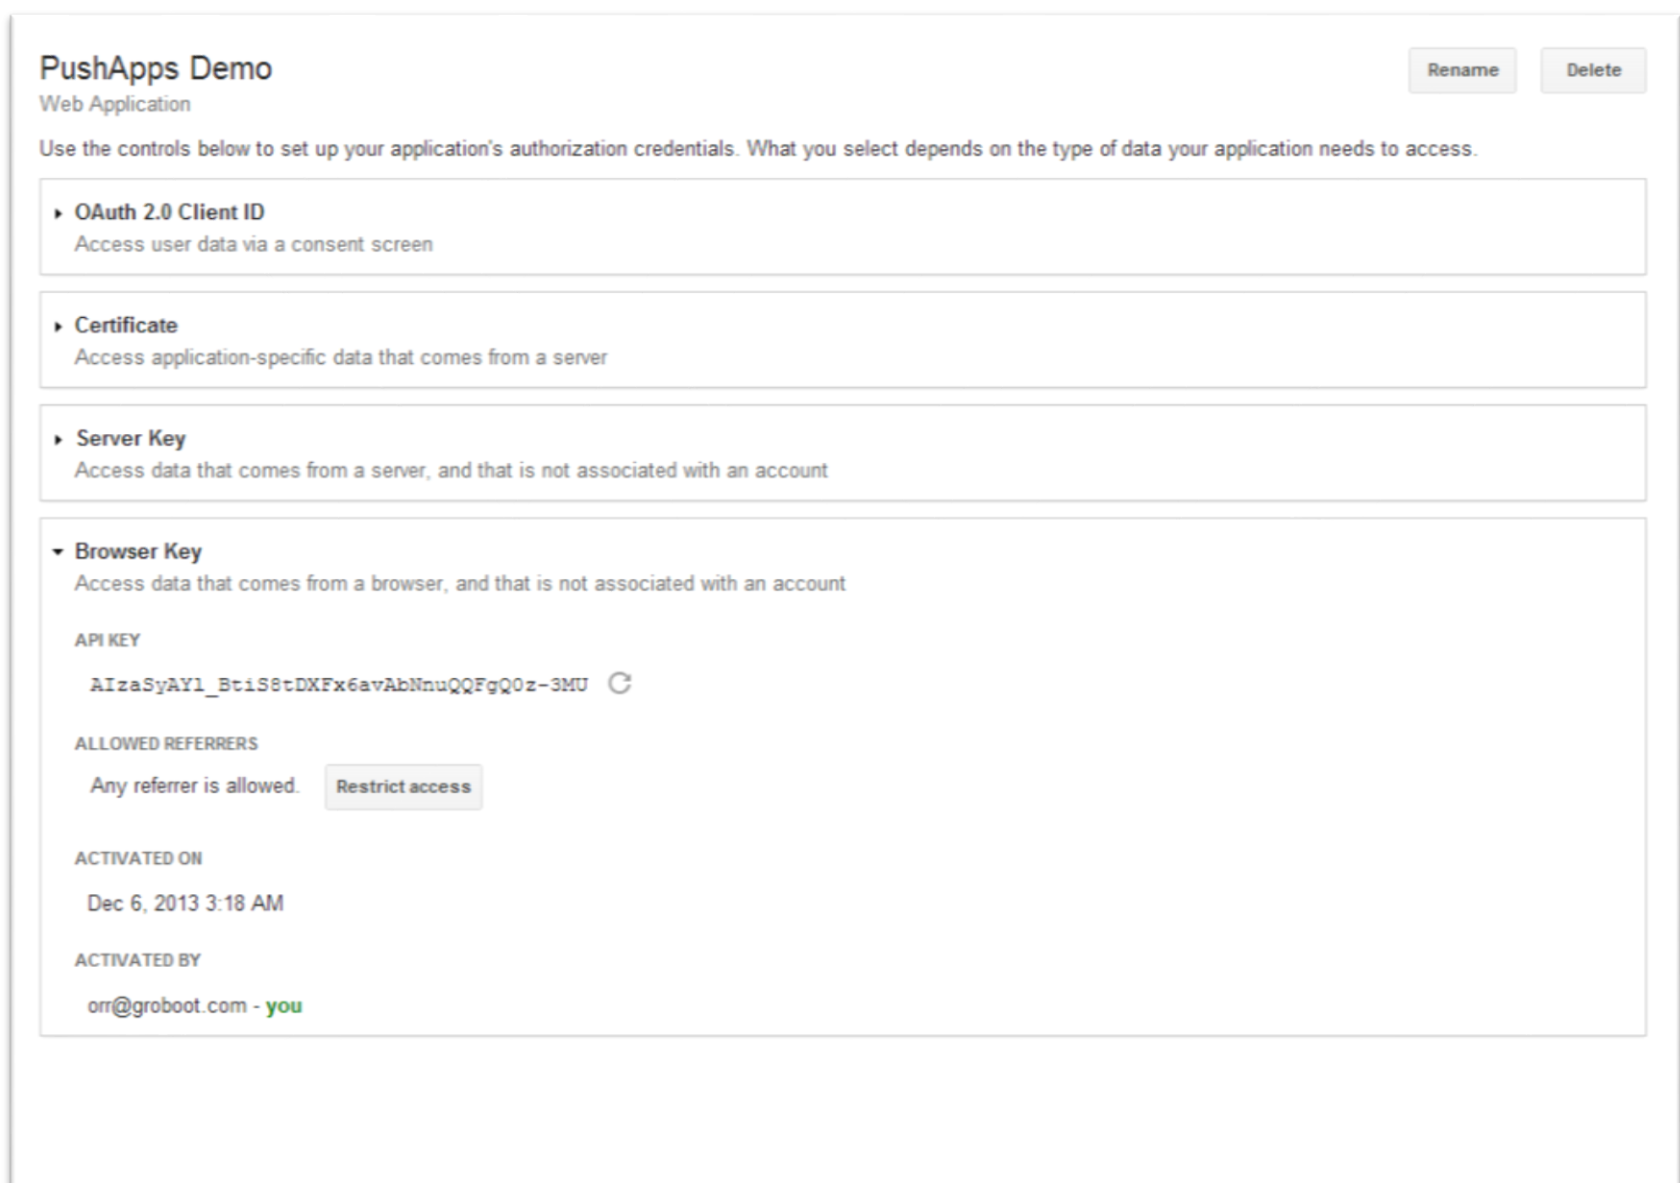 PushApps Demo
Rename
Delete
Web Application
Use the controls below to set up your application's authorization credentials. What you select depends on the type of data your application needs to access.
OAuth 2.0 Client ID
Access user data via a consent screen
Certificate
Access application-specific data that comes from a server
Server Key
Access data that comes from a server, and that is not associated with an account
Browser Key
Access data that comes from a browser, and that is not associated with an account
API KEY
AIzaSyAYl_BtiS8tDXFx6avAbNnuQQFgQ0z-3MU
ALLOWED REFERRERS
Any referrer is allowed.
Restrict access
ACTIVATED ON
Dec 6, 2013 3:18 AM
ACTIVATED BY
orr@groboot.com - you